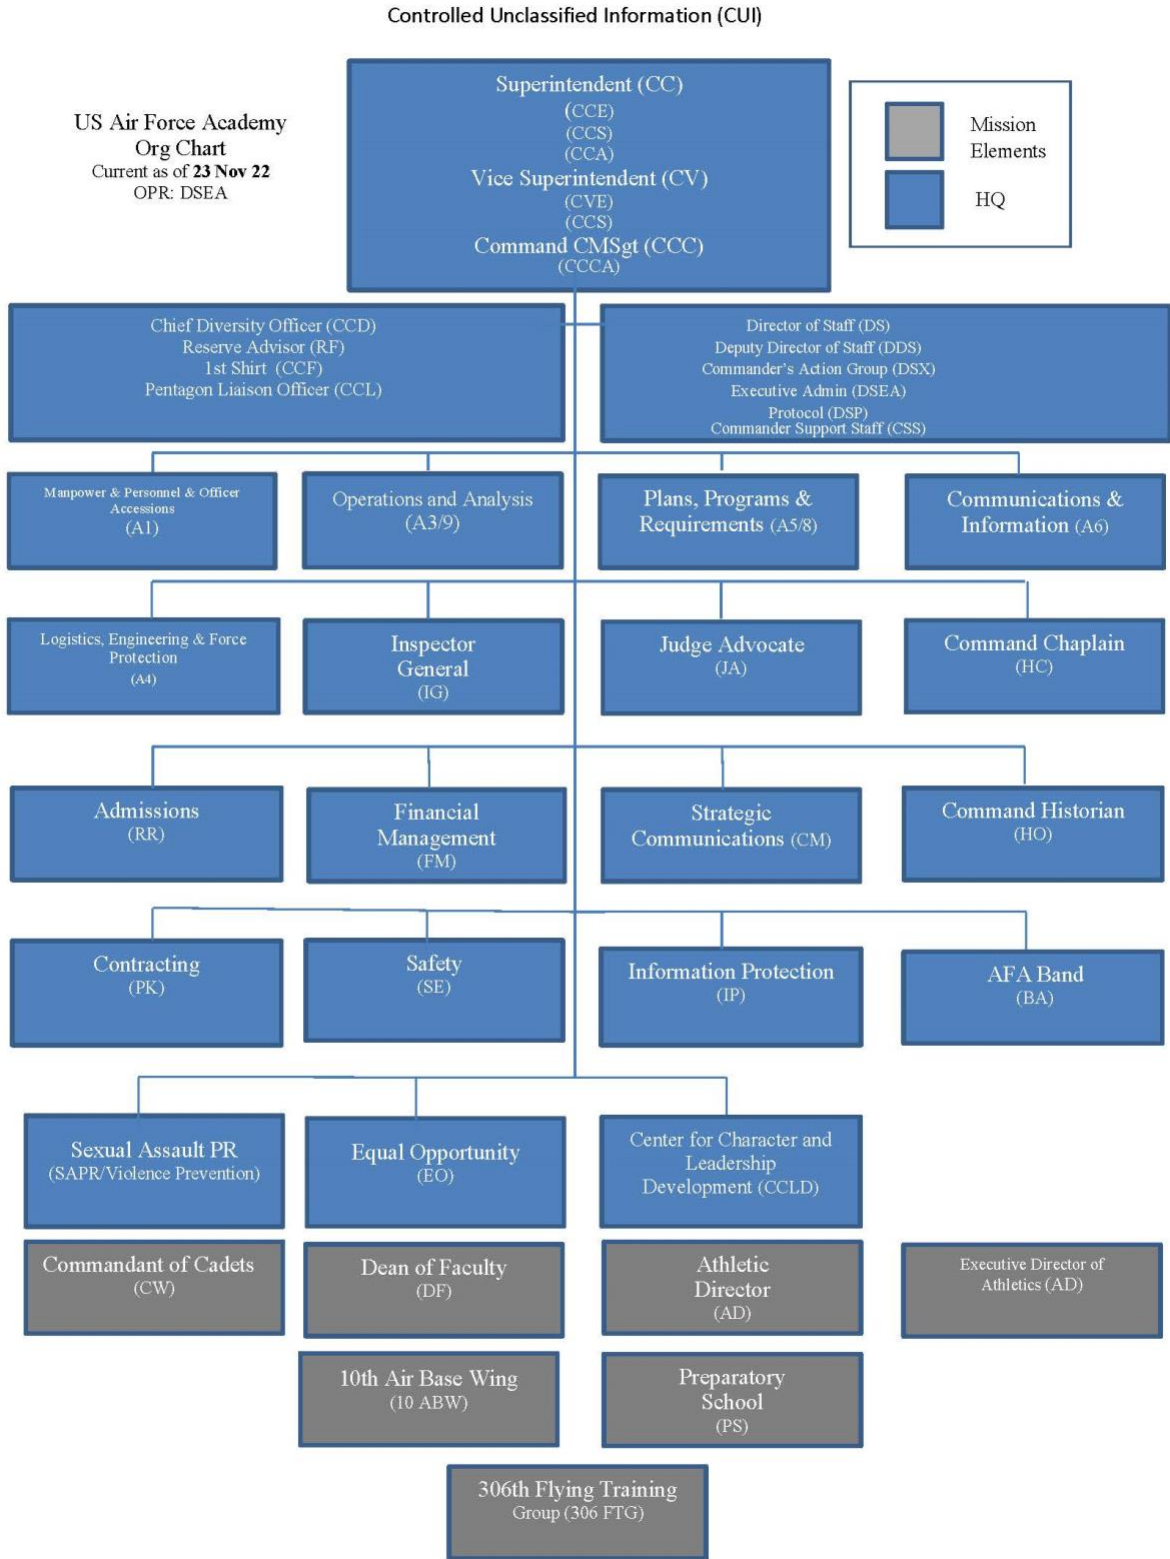 Controlled Unclassified Information (CUI)
US Air Force Academy
Org Chart
Current as of 23 Nov 22
OPR: DSEA
Superintendent (CC)
(CCE)
(CCS)
(CCA)
Vice Superintendent (CV)
(CVE)
(CCS)
Command CMSgt (CCC)
(CCCA)
Mission
Elements
HQ
Chief Diversity Officer (CCD)
Reserve Advisor (RF)
1st Shirt (CCF)
Pentagon Liaison Officer (CCL)
Director of Staff (DS)
Deputy Director of Staff (DDS)
Commander's Action Group (DSX)
Executive Admin (DSEA)
Protocol (DSP)
Commander Support Staff (CSS)
Manpower & Personnel & Officer
Accessions
(A1)
Operations and Analysis
(A3/9)
Plans, Programs &
Requirements (A5/8)
Communications &
Information (A6)
Logistics, Engineering & Force
Protection
(A4)
Inspector
General
(IG)
Judge Advocate
(JA)
Command Chaplain
(HC)
Admissions
(RR)
Financial
Management
(FM)
Strategic
Communications (CM)
Command Historian
(HO)
Contracting
(PK)
Safety
(SE)
Information Protection
(IP)
AFA Band
(BA)
Sexual Assault PR
(SAPR/Violence Prevention)
Equal Opportunity
(EO)
Center for Character and
Leadership
Development (CCLD)
Commandant of Cadets
(CW)
Dean of Faculty
(DF)
Athletic
Director
(AD)
Executive Director of
Athletics (AD)
10th Air Base Wing
(10 ABW)
Preparatory
School
(PS)
306th Flying Training
Group (306 FTG)